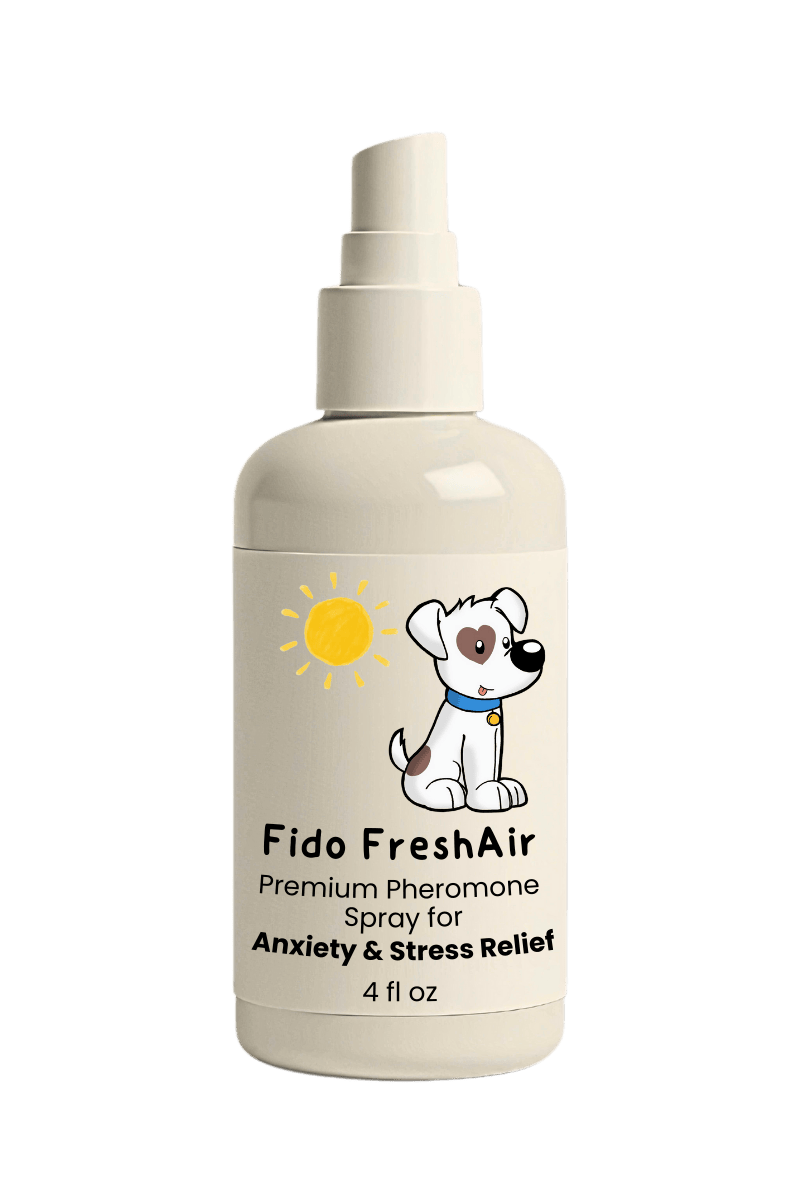 Fido FreshAir
Premium Pheromone
Spray for
Anxiety & Stress Relief
4 fl oz